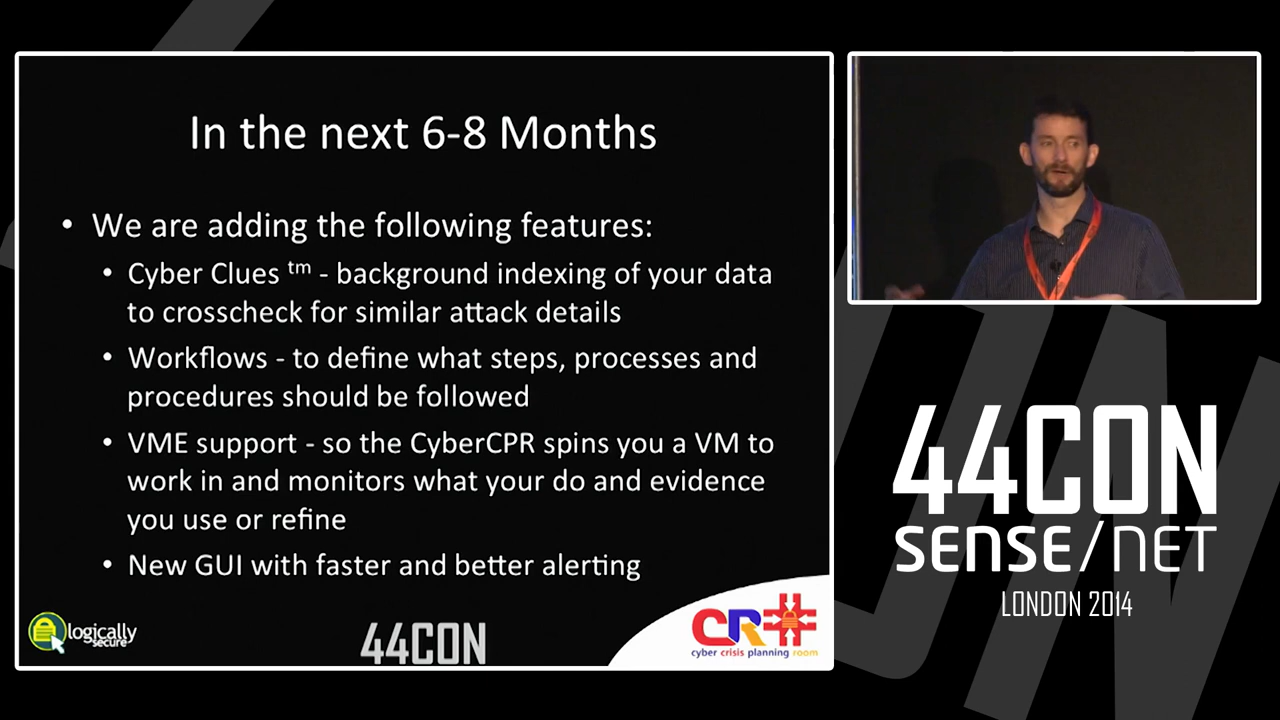 In the next 6-8 Months
• We are adding the following features:
• Cyber Clues tm - background indexing of your data
to crosscheck for similar attack details
• Workflows - to define what steps, processes and
procedures should be followed
• VME support - so the CyberCPR spins you a VM to
work in and monitors what your do and evidence
you use or refine
• New GUI with faster and better alerting
logically
secure
44CON
CR
cyber crisis planning room
44CON
SENSE/NET
LONDON 2014